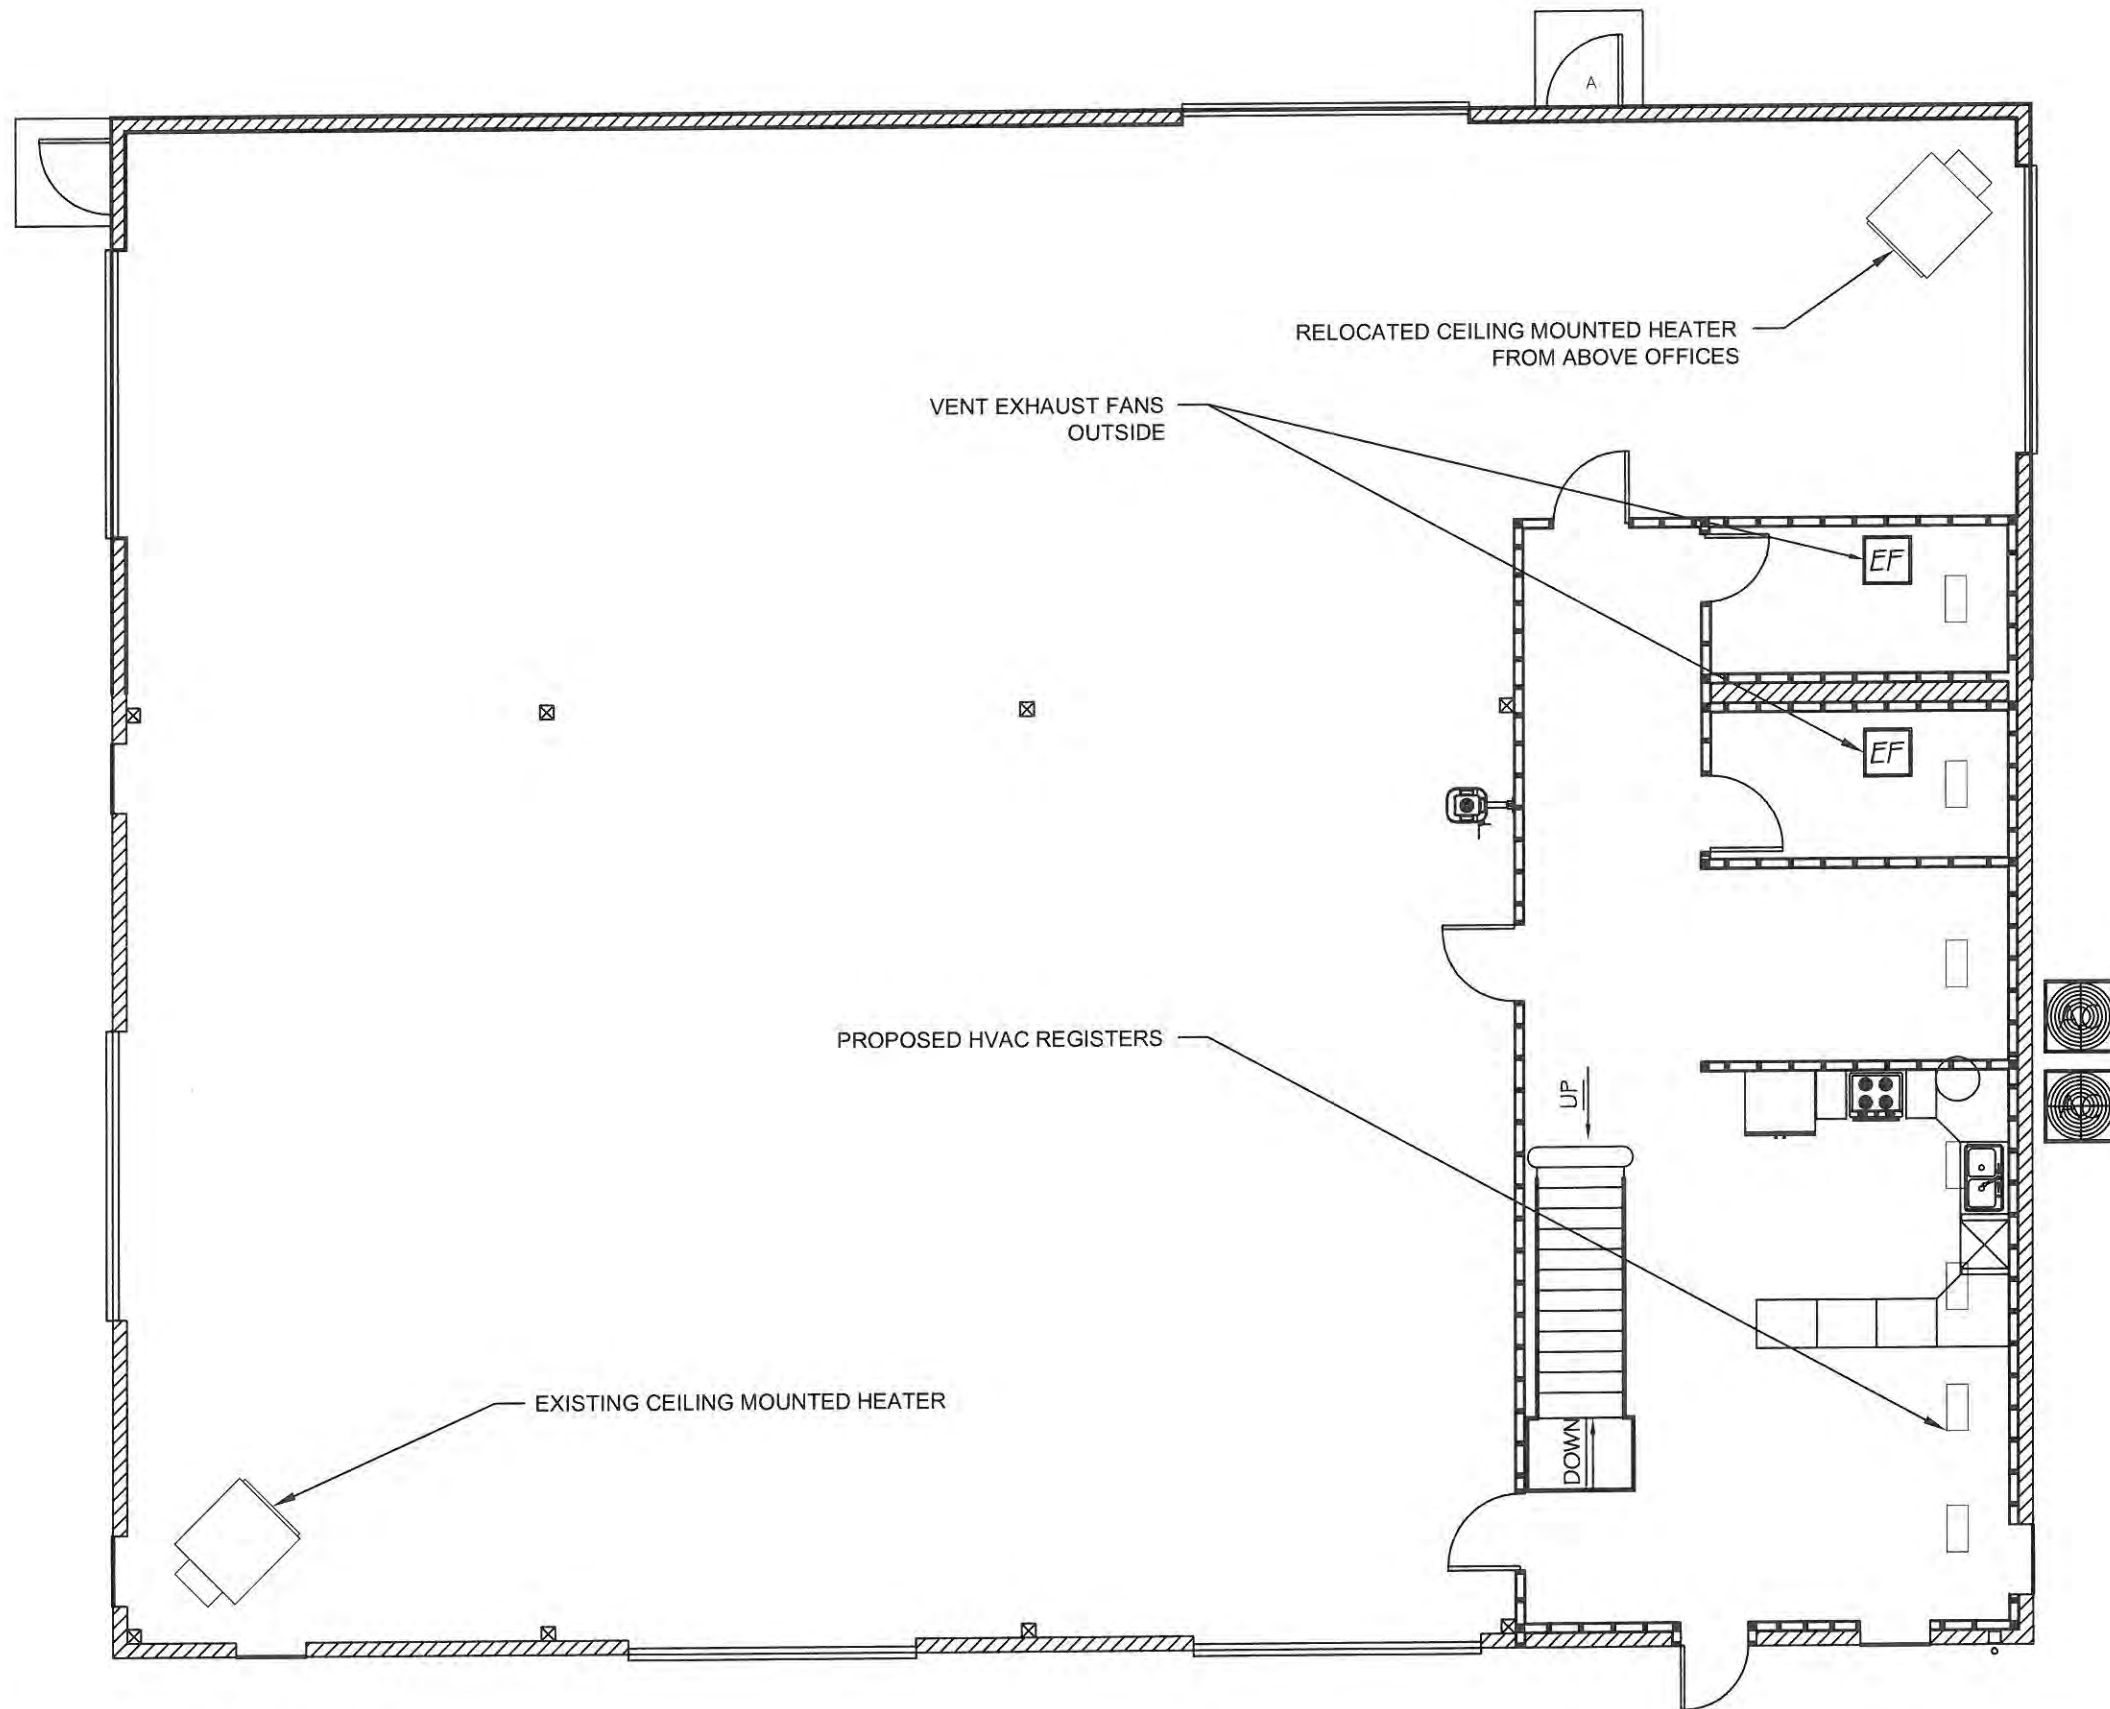 A
RELOCATED CEILING MOUNTED HEATER
FROM ABOVE OFFICES
VENT EXHAUST FANS
OUTSIDE
EF
EF
PROPOSED HVAC REGISTERS
UP
EXISTING CEILING MOUNTED HEATER
DOWN